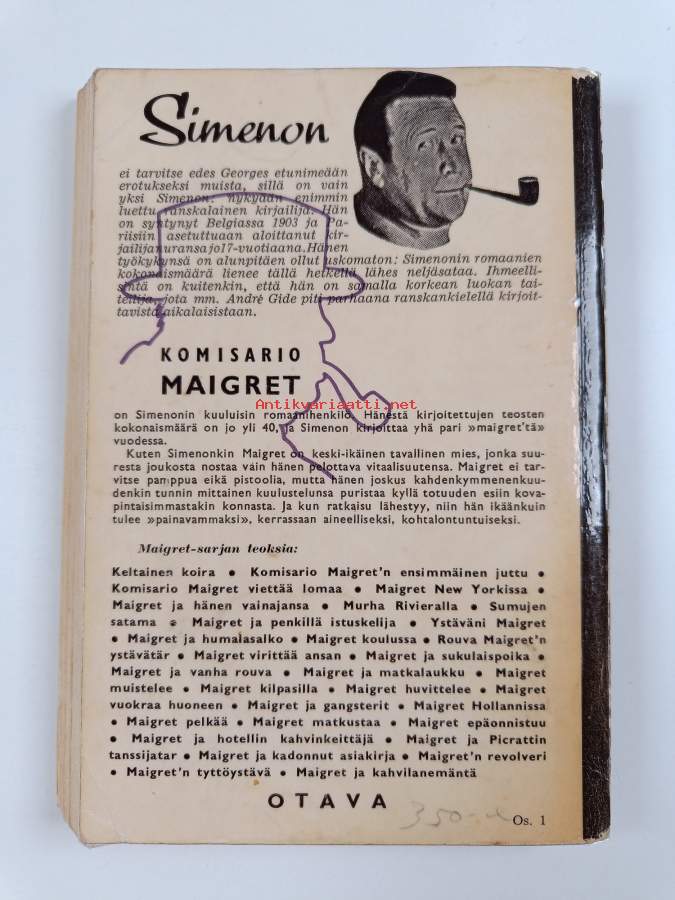 Simenon
ei tarvitse edes Georges etunimeään
erotukseksi muista, sillä on vain
yksi Simenon, nykyään enimmin
luettu ranskalainen kirjailija. Hän
on syntynyt Belgiassa 1903 ja Pa-
riisiin asetuttuaan aloittanut kir-
jailijanuransa jo 17-vuotiaana. Hänen
työkykynsä on alunpitäen ollut uskomaton: Simenonin romaanien
kokonaismäärä lienee tällä hetkellä lähes neljäsataa. Ihmeelli-
sintä on kuitenkin, että hän on samalla korkean luokan tai-
teilija, jota mm. André Gide piti parhaana ranskankielellä kirjoit-
tavista aikalaisistaan.
KOMISARIO
MAIGRET
Antikvariaatti.net
on Simenonin kuuluisin romaanihenkilö. Hänestä kirjoitettujen teosten
kokonaismäärä on jo yli 40, ja Simenon kirjoittaa yhä pari »maigret'tä»
vuodessa.
Kuten Simenonkin Maigret on keski-ikäinen tavallinen mies, jonka suu-
resta joukosta nostaa vain hänen pelottava vitaalisuutensa. Maigret ei tar-
vitse pamppua eikä pistoolia, mutta hänen joskus kahdenkymmenenkuu-
denkin tunnin mittainen kuulustelunsa puristaa kyllä totuuden esiin kova-
pintaisimmastakin konnasta. Ja kun ratkaisu lähestyy, niin hän ikäänkuin
tulee »painavammaksi», kerrassaan aineelliseksi, kohtalontuntuiseksi.
Maigret-sarjan teoksia:
Keltainen koira • Komisario Maigret'n ensimmäinen juttu •
Komisario Maigret viettää lomaa • Maigret New Yorkissa •
Maigret ja hänen vainajansa • Murha Rivieralla • Sumujen
satama • Maigret ja penkillä istuskelija • Ystäväni Maigret
• Maigret ja humalasalko • Maigret koulussa • Rouva Maigret'n
ystävätär • Maigret virittää ansan • Maigret ja sukulaispoika •
Maigret ja vanha rouva • Maigret ja matkalaukku • Maigret
muistelee • Maigret kilpasilla • Maigret huvittelee • Maigret
vuokraa huoneen • Maigret ja gangsterit • Maigret Hollannissa
• Maigret pelkää • Maigret matkustaa • Maigret epäonnistuu
• Maigret ja hotellin kahvinkeittäjä • Maigret ja Picrattin
tanssijatar • Maigret ja kadonnut asiakirja • Maigret'n revolveri
• Maigret'n tyttöystävä • Maigret ja kahvilanemäntä
OTAVA
350
Os. 1